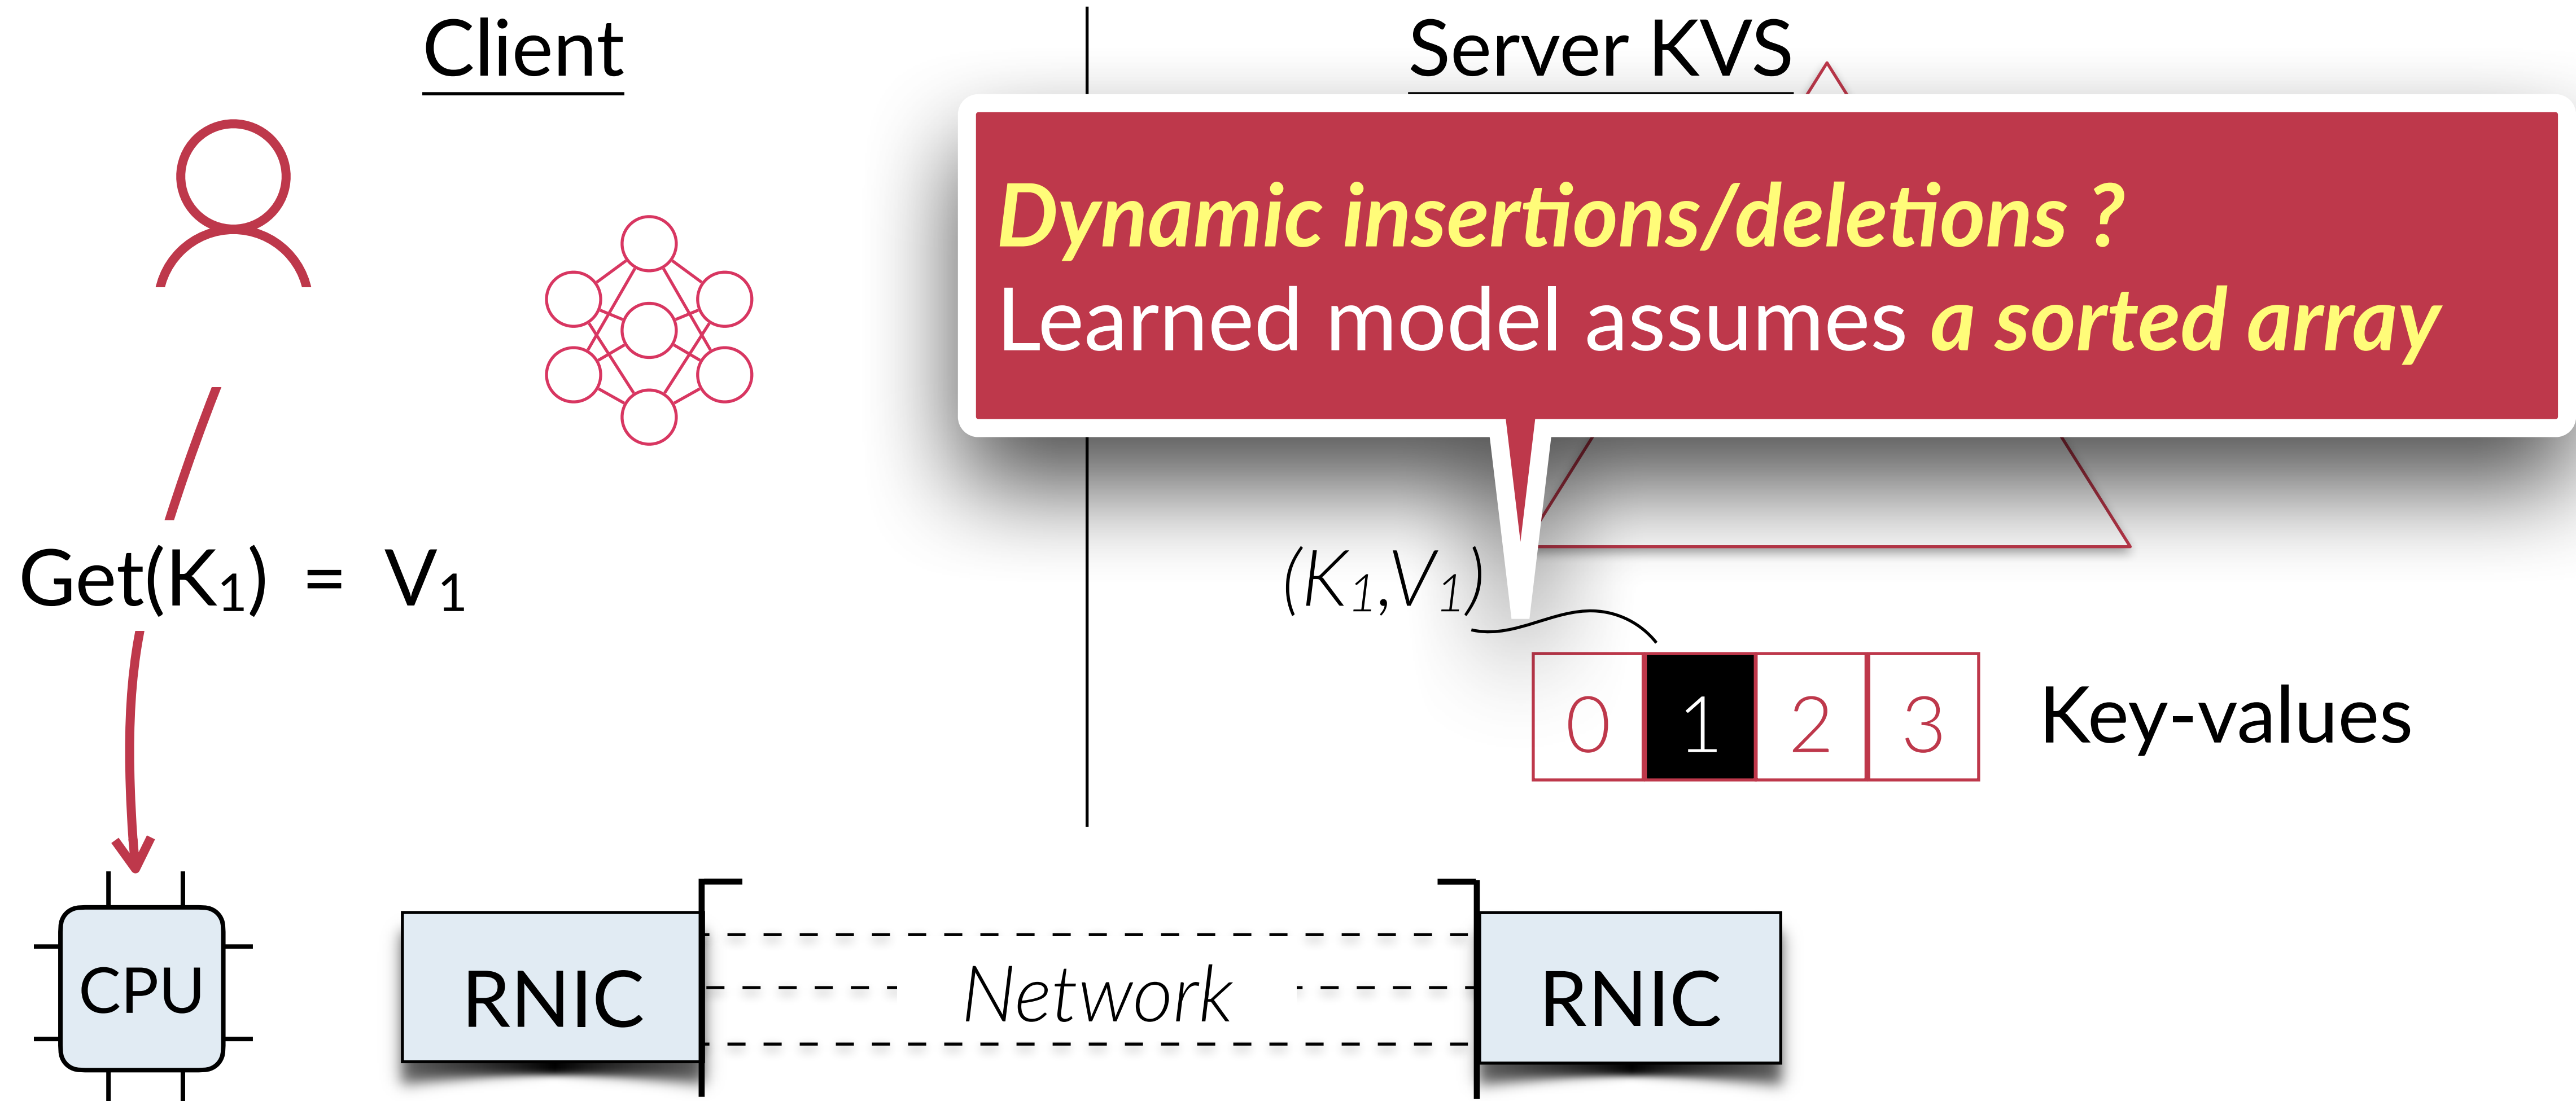 Client
Server KVS
Dynamic insertions/deletions ?
Learned model assumes a sorted array
Get(K1) = V1
(K1,V1)
0 1 2 3
Key-values
CPU
RNIC
Network
RNIC